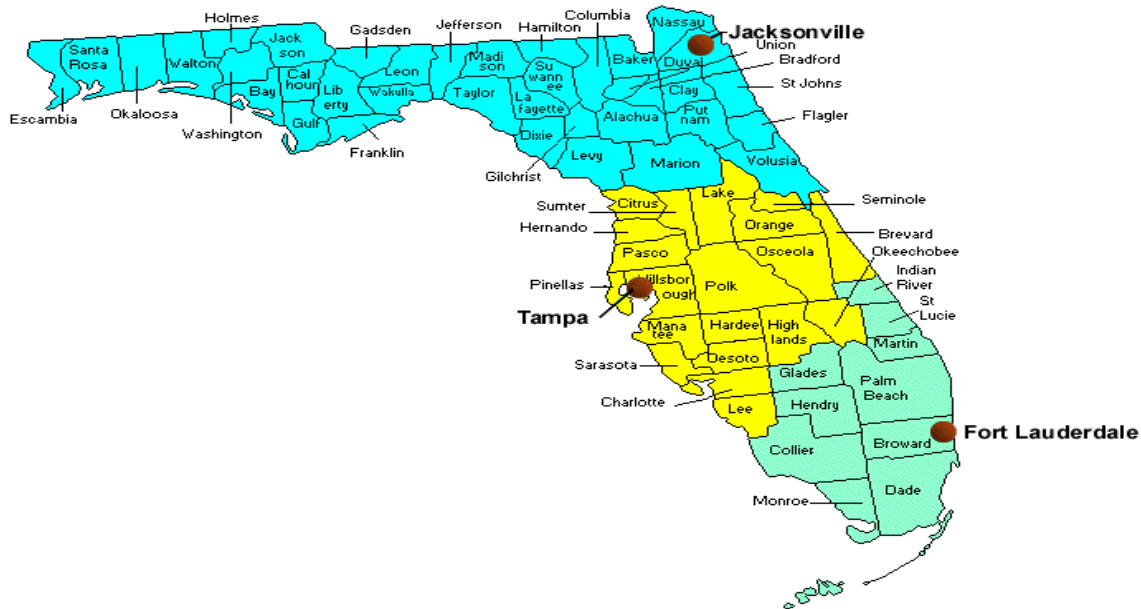 Holmes
Gadsden
Jefferson
Hamilton
Columbia
Nassau
Jacksonville
Santa
Rosa
Walton
Jack
son
Leon
Madi
son
Su
wann
ee
Baker
Duval
Union
Bradford
Cal
houn
Lib
erty
Wakulla
Taylor
La
fayette
Clay
St Johns
Bay
Escambia
Okaloosa
Washington
Gulf
Franklin
Dixie
Alachua
Put
nam
Flagler
Gilchrist
Levy
Marion
Volusia
Sumter
Citrus
Lake
Seminole
Hernando
Orange
Brevard
Pasco
Osceola
Okeechobee
Pinellas
Hillsbor
ough
Polk
Indian
River
St
Lucie
Tampa
Mana
tee
Hardee
High
lands
Martin
Sarasota
Desoto
Glades
Palm
Beach
Charlotte
Lee
Hendry
Fort Lauderdale
Collier
Broward
Monroe
Dade